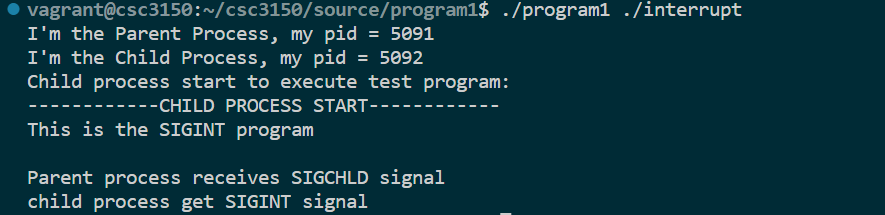 vagrant@csc3150:~/csc3150/source/program1$ ./program1 ./interrupt
I'm the Parent Process, my pid = 5091
I'm the Child Process, my pid = 5092
Child process start to execute test program:
------------CHILD PROCESS START------------
This is the SIGINT program
Parent process receives SIGCHLD signal
child process get SIGINT signal